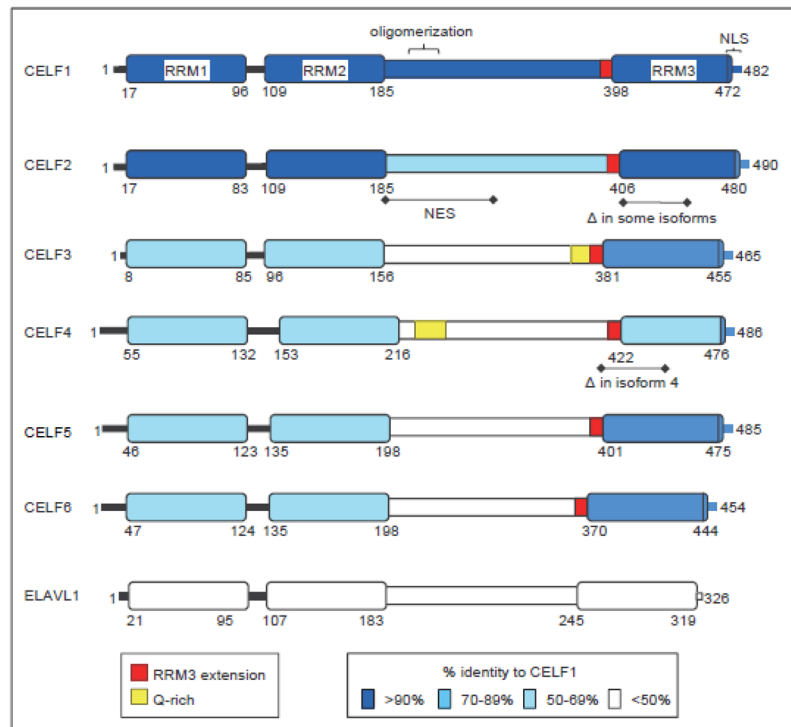 oligomerization
NLS
CELF1 1 RRM1 RRM2 RRM3 482
17 96 109 185 398 472
CELF2 1 490
17 83 109 185 406 480
NES Δ in some isoforms
CELF3 1 465
8 85 96 156 381 455
CELF4 1 486
55 132 153 216 422 476
Δ in isoform 4
CELF5 1 485
46 123 135 198 401 475
CELF6 1 454
47 124 135 198 370 444
ELAVL1 1 326
21 95 107 183 245 319
RRM3 extension
Q-rich
% identity to CELF1
>90% 70-89% 50-69% <50%